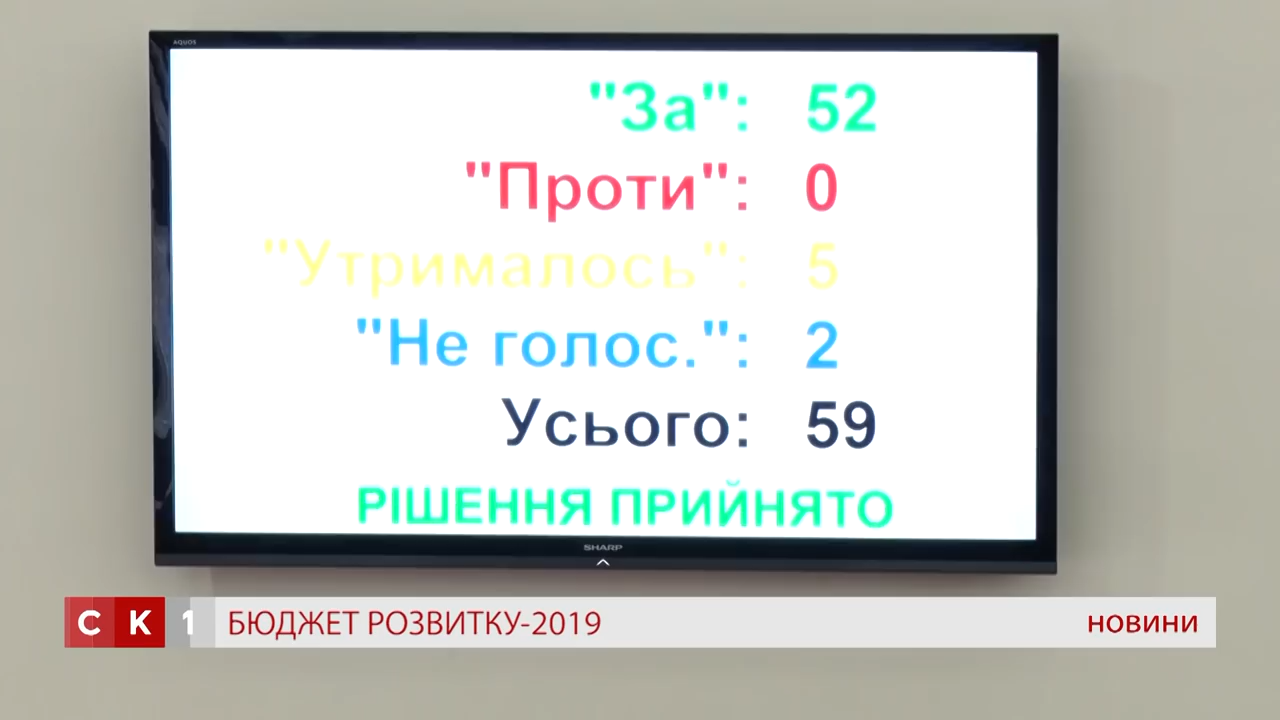 AQUOS
"За": 52
"Проти": 0
"Утрималось": 5
"Не голос.": 2
Усього: 59
РІШЕННЯ ПРИЙНЯТО
SHARP
СК1 БЮДЖЕТ РОЗВИТКУ-2019 НОВИНИ